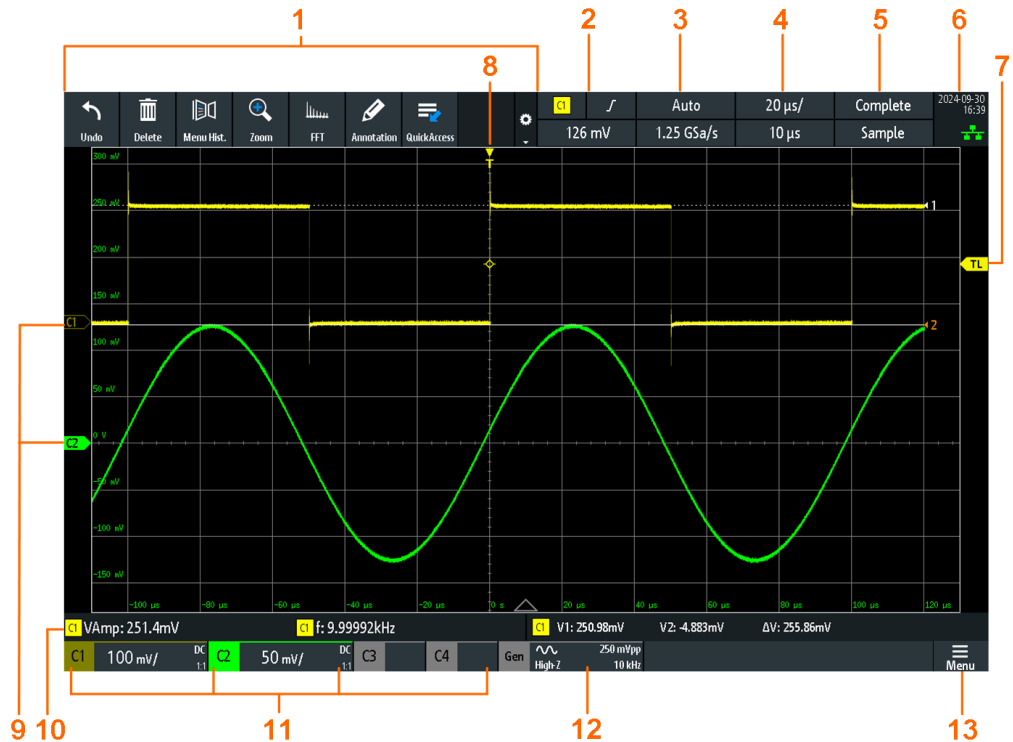 1
2
3
4
5
6
7
8
C1
Auto
20 µs/
Complete
2024-09-30
16:39
Undo
Delete
Menu Hist.
Zoom
FFT
Annotation
QuickAccess
126 mV
1.25 GSa/s
10 µs
Sample
T
300 mV
250 mV
1
200 mV
TL
150 mV
C1
2
100 mV
50 mV
C2
0 V
-50 mV
-100 mV
-150 mV
-100 µs
-80 µs
-60 µs
-40 µs
-20 µs
0 s
20 µs
40 µs
60 µs
80 µs
100 µs
120 µs
C1 VAmp: 251.4mV
C1 f: 9.99992kHz
C1 V1: 250.98mV V2: -4.883mV ΔV: 255.86mV
C1 100 mV/ DC 1:1
C2 50 mV/ DC 1:1
C3
C4
Gen
High-Z
250 mVpp
10 kHz
Menu
9
10
11
12
13